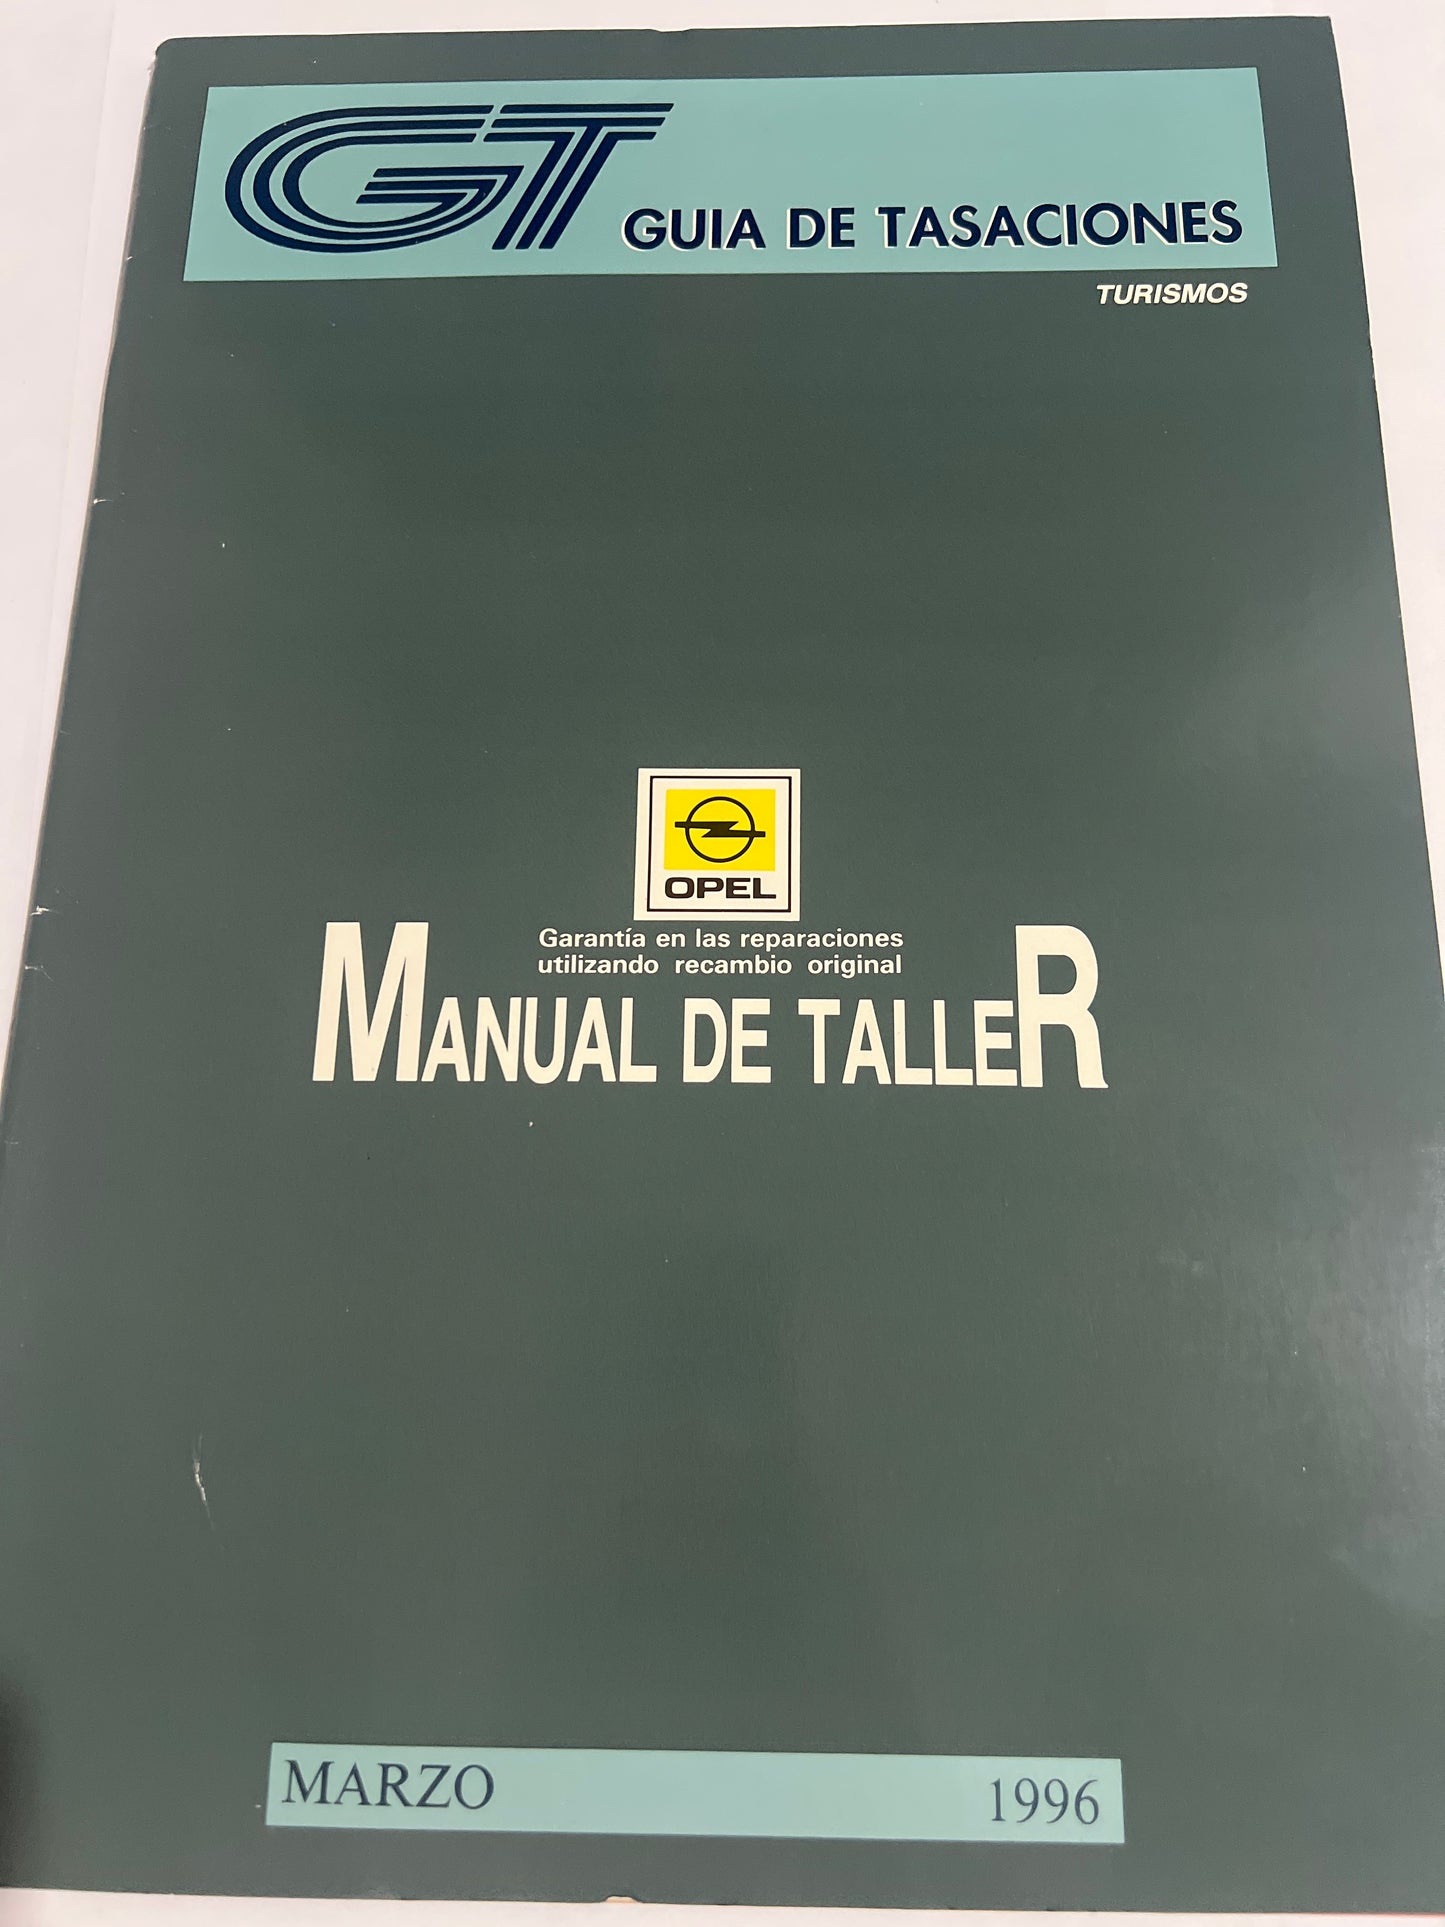 GT GUIA DE TASACIONES
TURISMOS
OPEL
Garantía en las reparaciones
utilizando recambio original
MANUAL DE TALLER
MARZO 1996